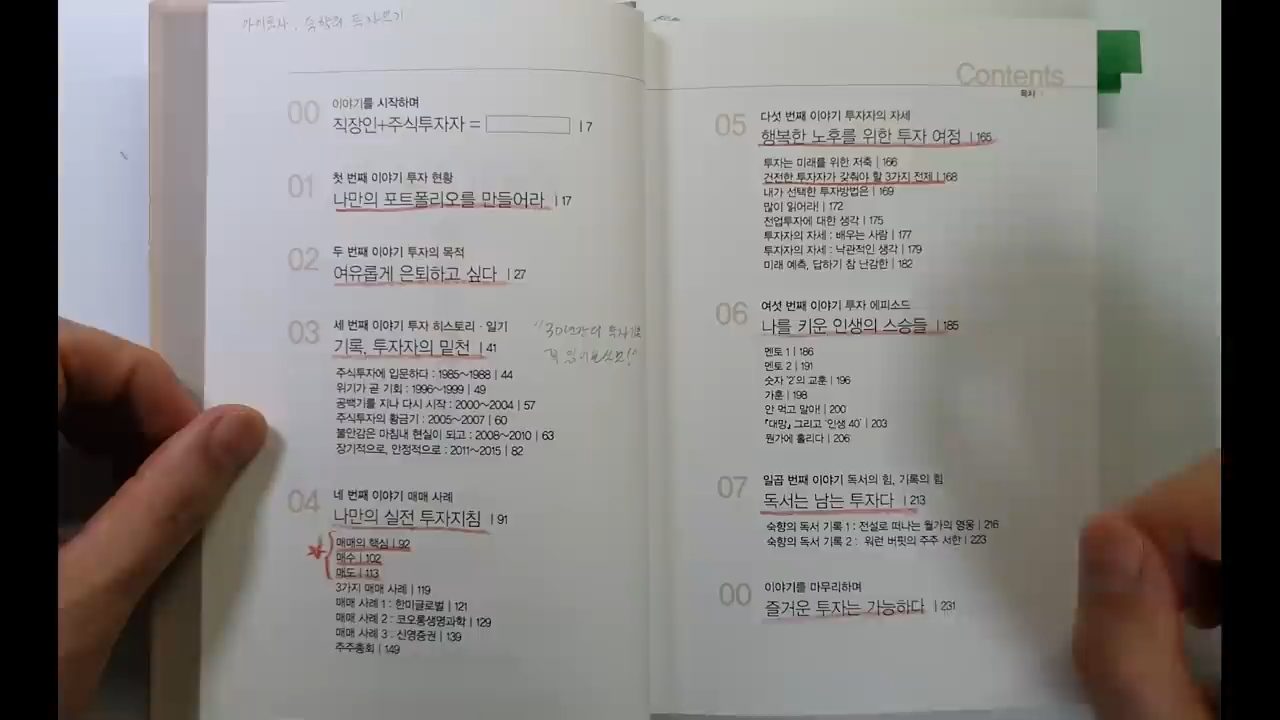 숙향의 투자일기
00 이야기를 시작하며
직장인+주식투자자 = | 7
01 첫 번째 이야기 투자 현황
나만의 포트폴리오를 만들어라 | 17
02 두 번째 이야기 투자의 목적
여유롭게 은퇴하고 싶다 | 27
03 세 번째 이야기 투자 히스토리·일기
기록, 투자자의 밑천 | 41
"30년간의 투자기록
꼭 읽어보쇼!"
주식투자에 입문하다 : 1985~1988 | 44
위기가 곧 기회 : 1996~1999 | 49
공백기를 지나 다시 시작 : 2000~2004 | 57
주식투자의 황금기 : 2005~2007 | 60
불안감은 마침내 현실이 되고 : 2008~2010 | 63
장기적으로, 안정적으로 : 2011~2015 | 82
04 네 번째 이야기 매매 사례
나만의 실전 투자지침 | 91
매매의 핵심 | 92
매수 | 102
매도 | 113
3가지 매매 사례 | 119
매매 사례 1 : 한미글로벌 | 121
매매 사례 2 : 코오롱생명과학 | 129
매매 사례 3 : 신영증권 | 139
주주총회 | 149
Contents
목차
05 다섯 번째 이야기 투자자의 자세
행복한 노후를 위한 투자 여정 | 165
투자는 미래를 위한 저축 | 166
건전한 투자자가 갖춰야 할 3가지 전제 | 168
내가 선택한 투자방법은 | 169
많이 읽어라! | 172
전업투자에 대한 생각 | 175
투자자의 자세 : 배우는 사람 | 177
투자자의 자세 : 낙관적인 생각 | 179
미래 예측, 답하기 참 난감한 | 182
06 여섯 번째 이야기 투자 에피소드
나를 키운 인생의 스승들 | 185
멘토 1 | 186
멘토 2 | 191
숫자 '2'의 교훈 | 196
가훈 | 198
안 먹고 말아! | 200
『대망』 그리고 '인생 40' | 203
뭔가에 홀리다 | 206
07 일곱 번째 이야기 독서의 힘, 기록의 힘
독서는 남는 투자다 | 213
숙향의 독서 기록 1 : 전설로 떠나는 월가의 영웅 | 216
숙향의 독서 기록 2 : 워런 버핏의 주주 서한 | 223
00 이야기를 마무리하며
즐거운 투자는 가능하다 | 231